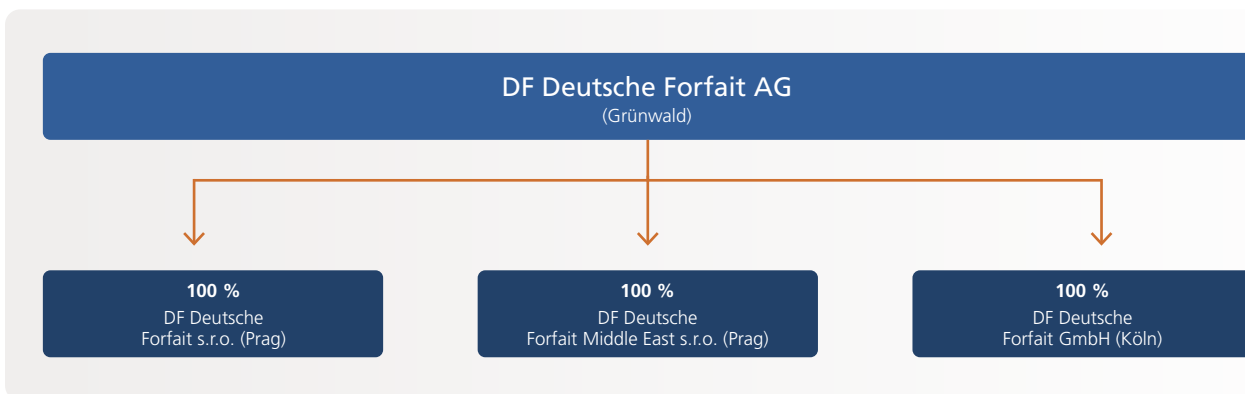 DF Deutsche Forfait AG
(Grünwald)
100 %
DF Deutsche
Forfait s.r.o. (Prag)
100 %
DF Deutsche
Forfait Middle East s.r.o. (Prag)
100 %
DF Deutsche
Forfait GmbH (Köln)